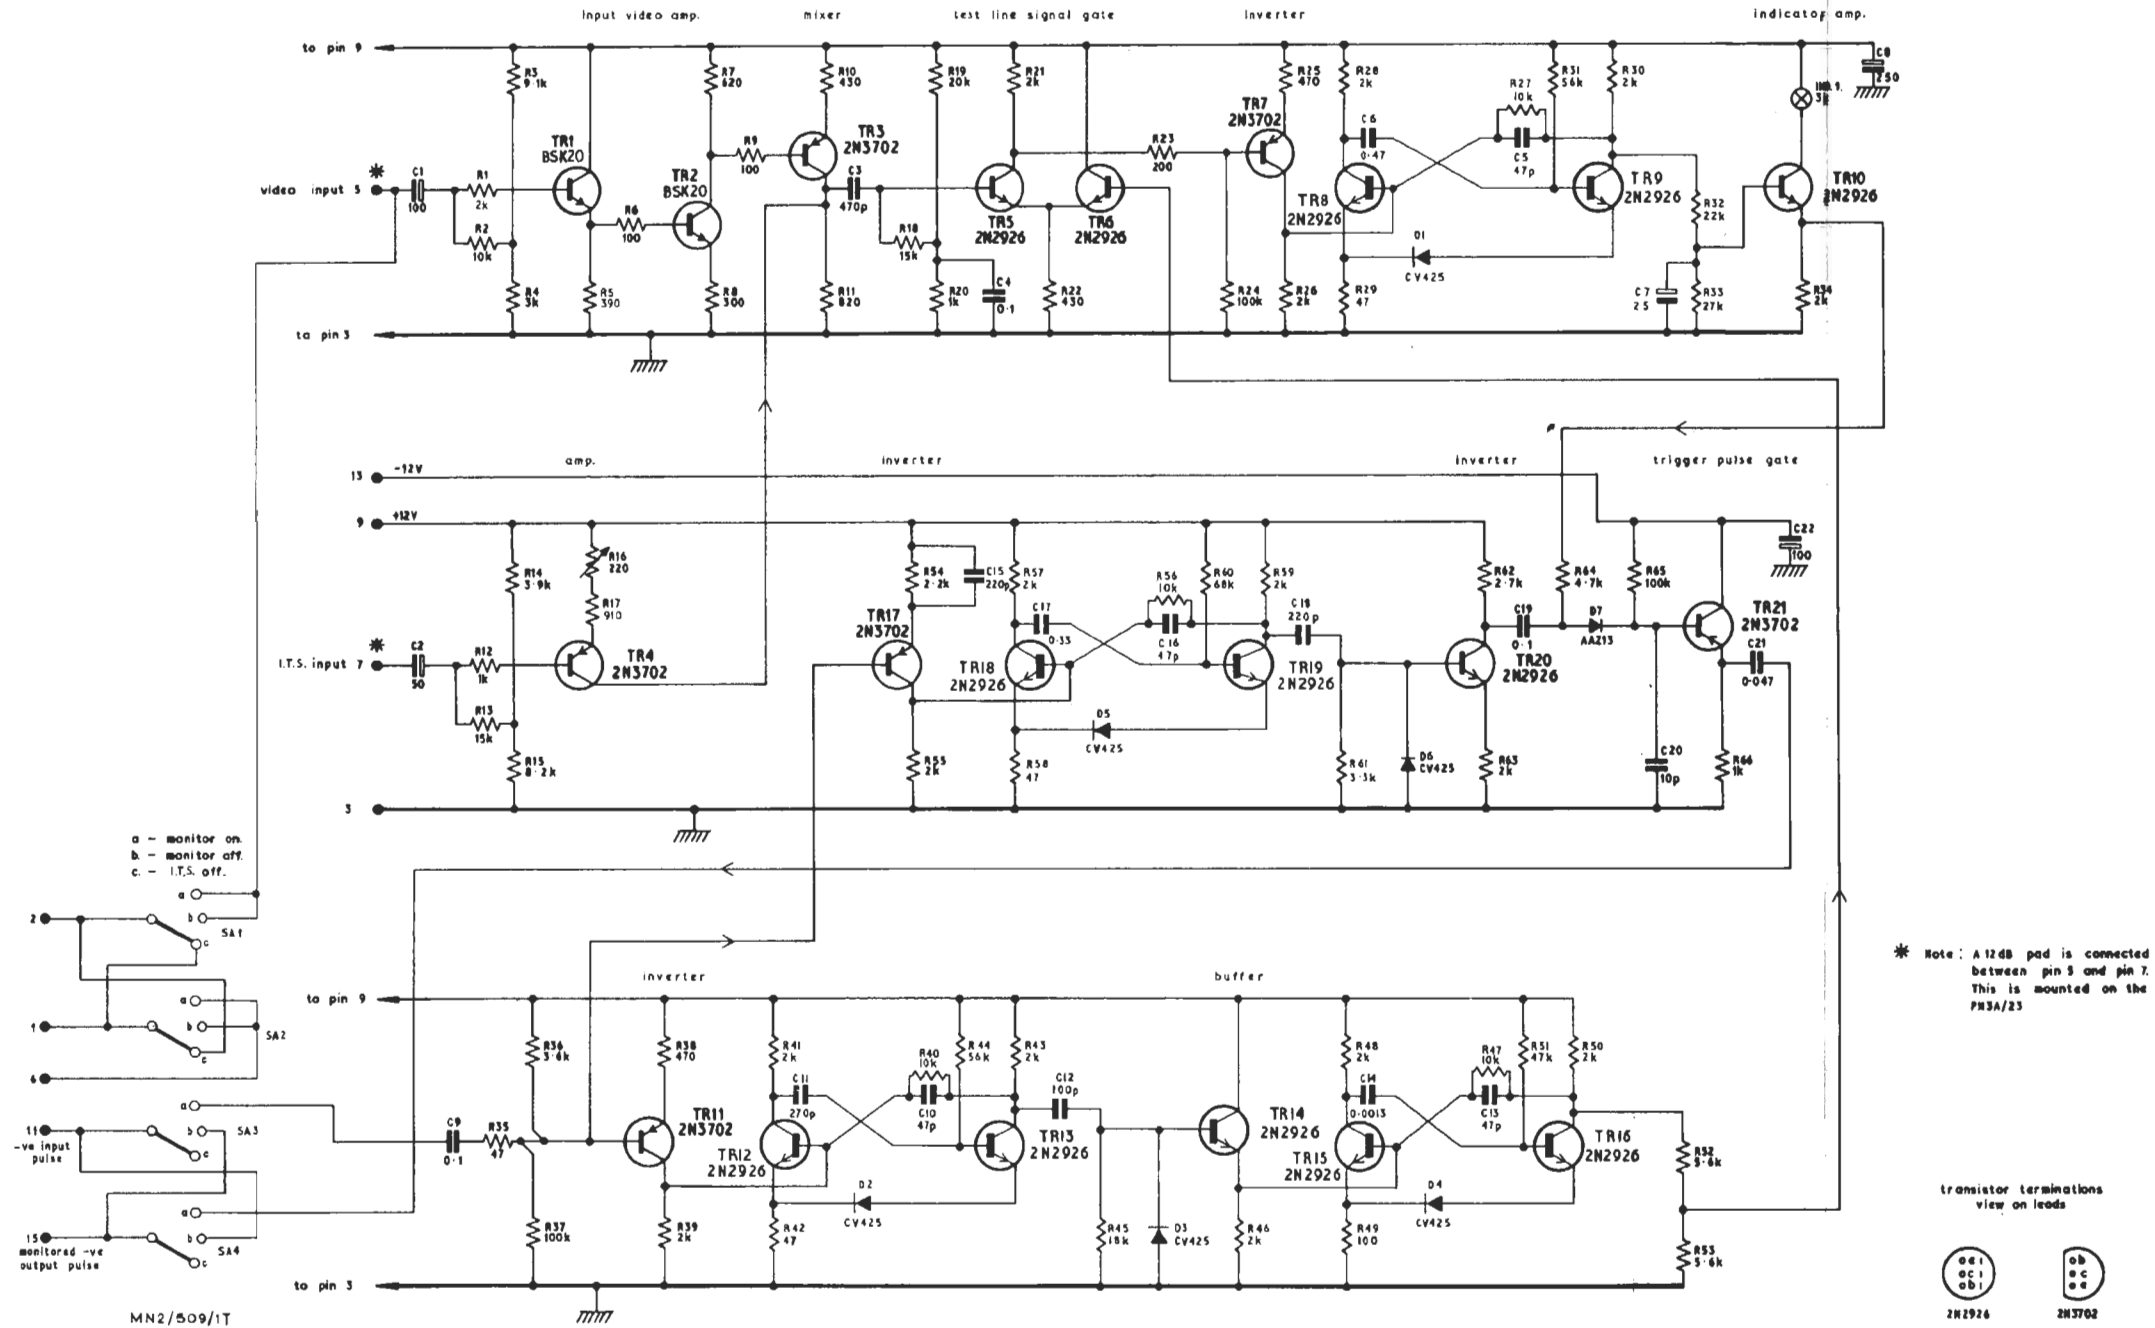 Input video amp.
mixer
test line signal gate
Inverter
indicator amp.
to pin 9
R3
9·1k
R7
620
R10
430
R19
20k
R21
2k
R25
470
R28
2k
R27
10k
R31
56k
R30
2k
C8
250
TR1
BSK20
TR2
BSK20
R9
100
TR3
2N3702
R23
200
TR7
2N3702
C6
0·47
C5
47p
video input 5
C1
100
R1
2k
R2
10k
R6
100
C3
470p
R18
15k
TR5
2N2926
TR6
2N2926
TR8
2N2926
TR9
2N2926
TR10
2N2926
R32
22k
D1
CV425
R4
3k
R5
390
R8
300
R11
820
R20
1k
C4
0·1
R22
430
R24
100k
R26
2k
R29
47
C7
25
R33
27k
R34
2k
to pin 3
amp.
inverter
inverter
trigger pulse gate
13
-12V
9
+12V
R14
3·9k
R16
220
R17
910
R54
2·2k
C15
220p
R57
2k
R56
10k
R60
68k
R59
2k
R62
2·7k
R64
4·7k
R65
100k
C22
100
I.T.S. input 7
C2
50
R12
1k
R13
15k
TR4
2N3702
TR17
2N3702
C17
0·33
C16
47p
C18
220p
TR18
2N2926
TR19
2N2926
TR20
2N2926
C19
0·1
D7
AAZ13
TR21
2N3702
C21
0·047
D5
CV425
R15
8·2k
R55
2k
R58
47
R61
3·3k
D6
CV425
R63
2k
C20
10p
R66
1k
3
a - monitor on.
b - monitor off.
c. - I.T.S. off.
2
a
b
c
SA1
1
a
b
c
SA2
6
11
-ve input
pulse
a
b
c
SA3
15
monitored -ve
output pulse
a
b
c
SA4
inverter
buffer
to pin 9
R36
3·6k
R38
470
R41
2k
R40
10k
R44
56k
R43
2k
R48
2k
R47
10k
R51
47k
R50
2k
C9
0·1
R35
47
TR11
2N3702
C11
270p
C10
47p
C12
100p
TR12
2N2926
TR13
2N2926
TR14
2N2926
C14
0·0013
C13
47p
TR15
2N2926
TR16
2N2926
R52
5·6k
D2
CV425
D4
CV425
R37
100k
R39
2k
R42
47
R45
18k
D3
CV425
R46
2k
R49
100
R53
5·6k
to pin 3
MN2/509/1T
* Note: A 12dB pad is connected
between pin 5 and pin 7.
This is mounted on the
PN3A/23
transistor terminations
view on leads
2N2926
2N3702